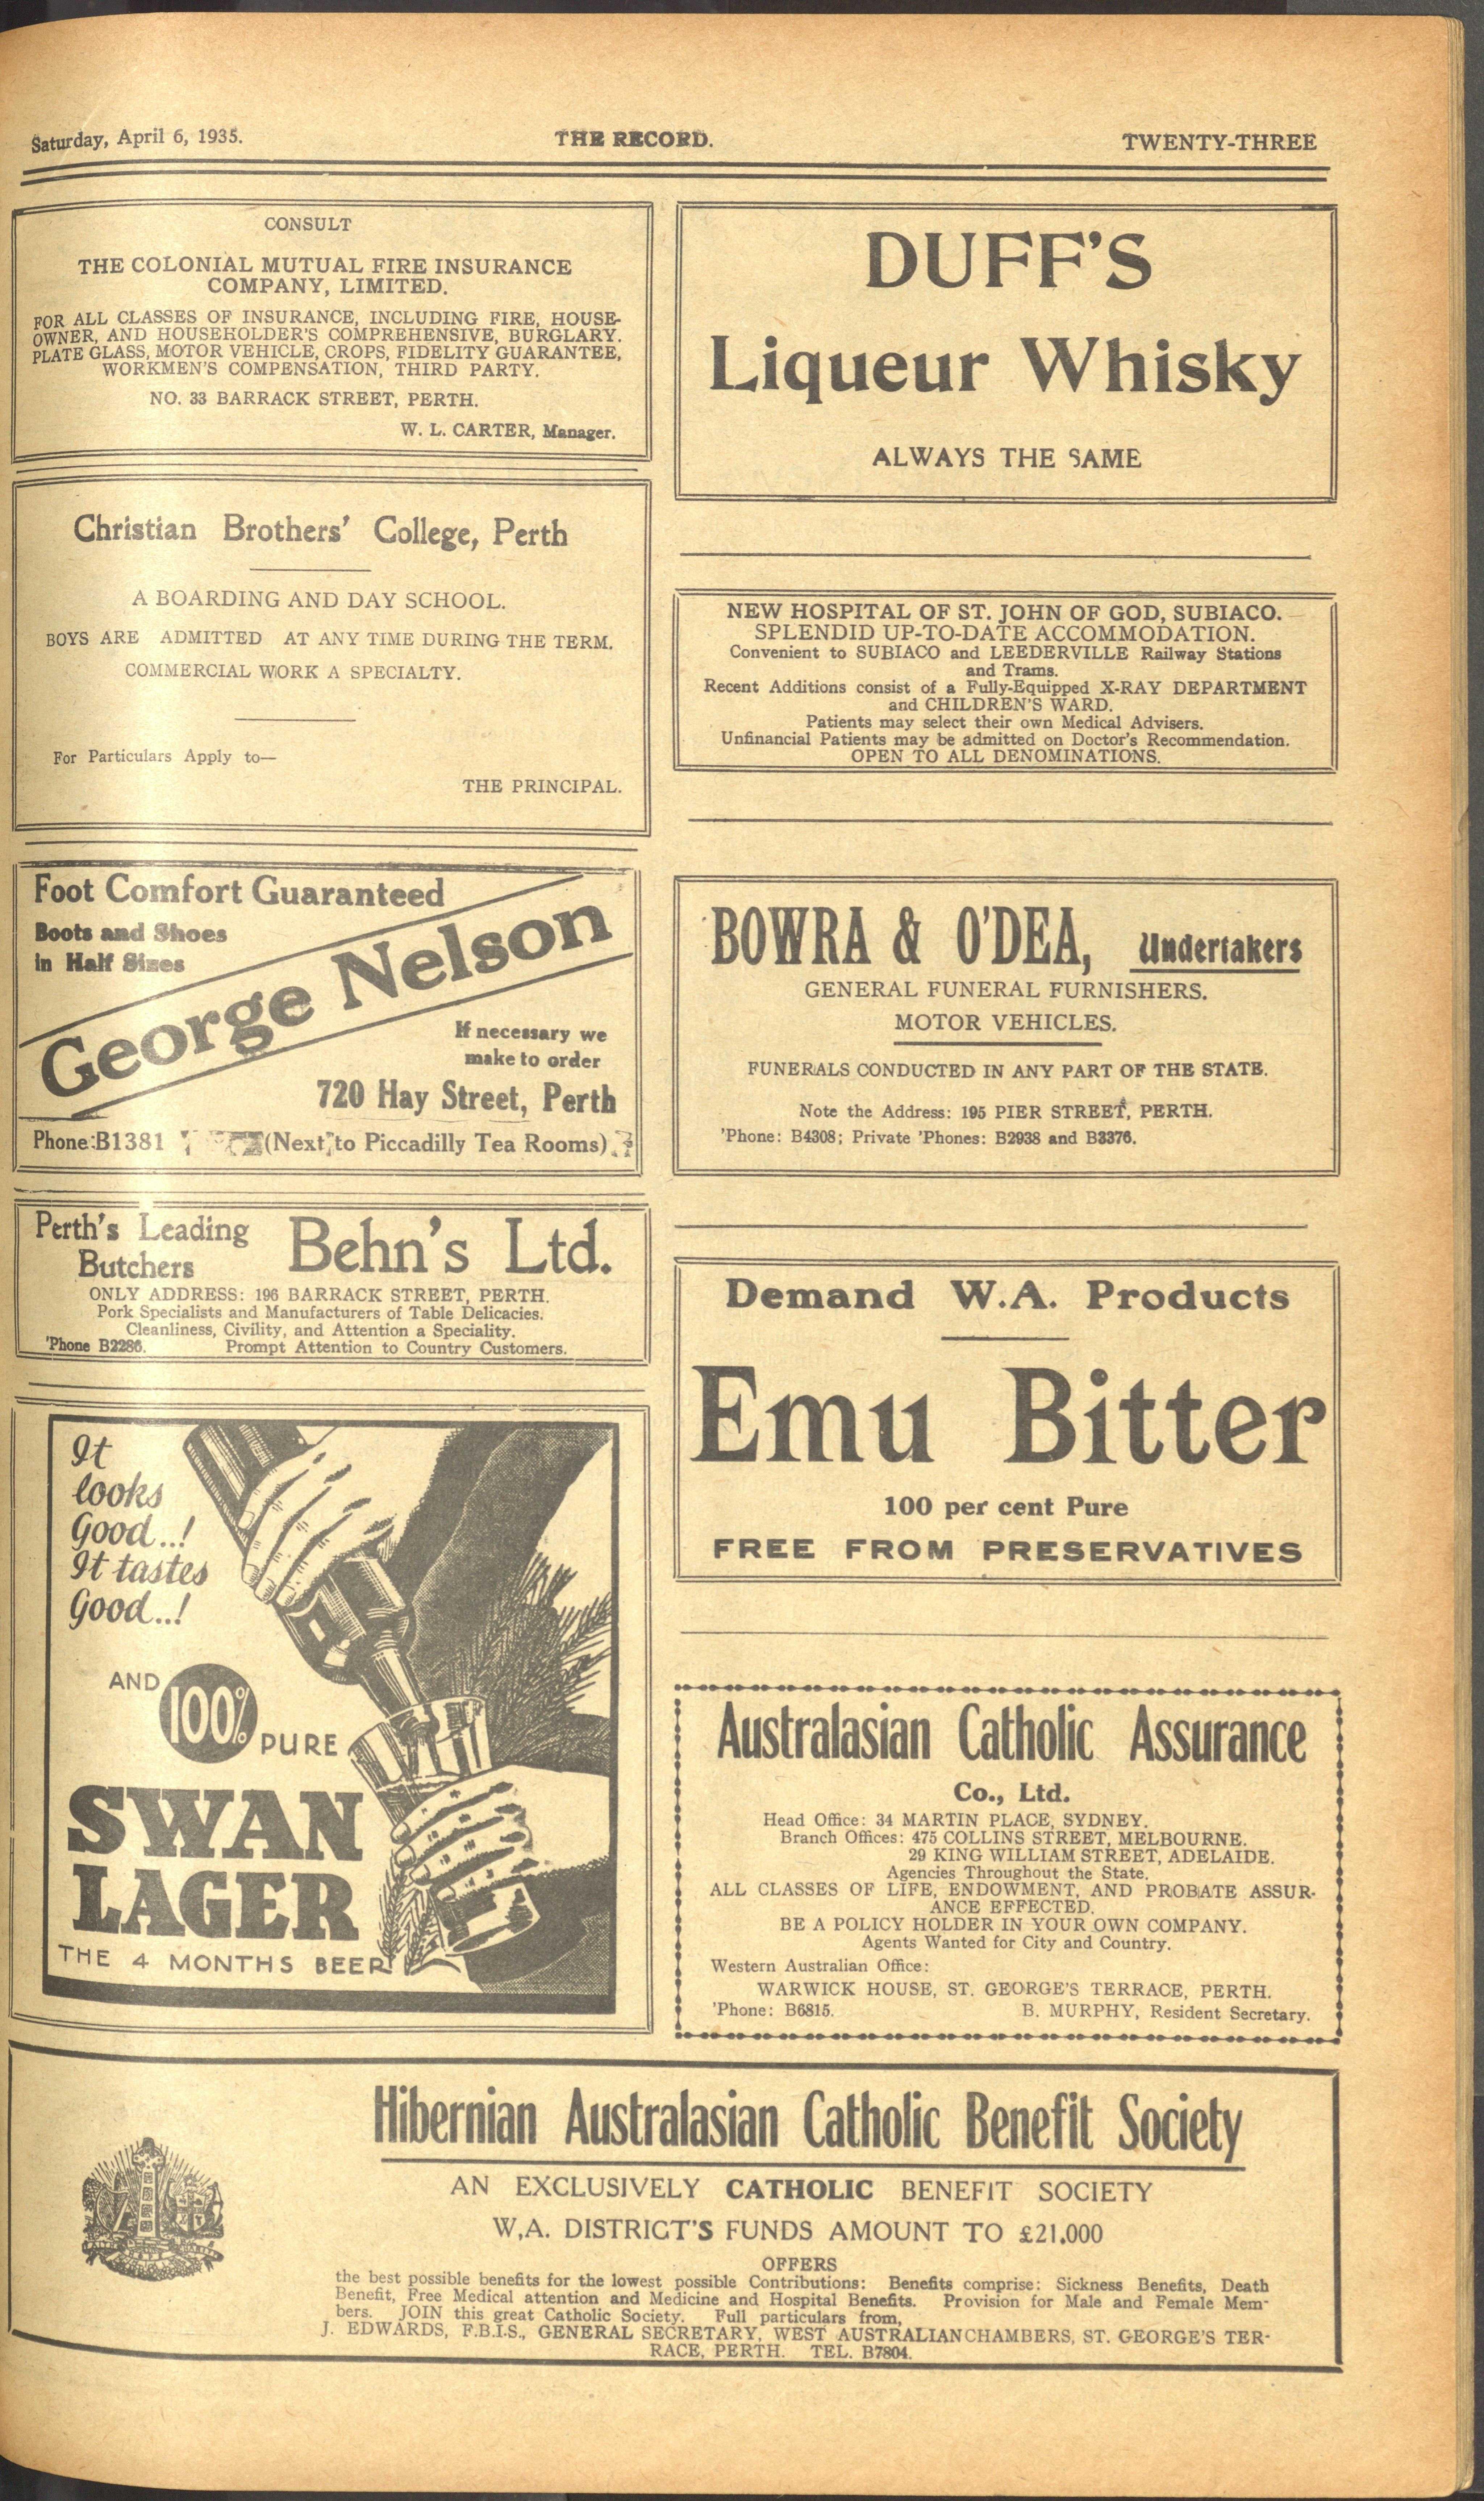 Saturday, April 6, 1935.
THE RECORD.
TWENTY-THREE
CONSULT
THE COLONIAL MUTUAL FIRE INSURANCE
COMPANY, LIMITED.
FOR ALL CLASSES OF INSURANCE, INCLUDING FIRE, HOUSE-
OWNER, AND HOUSEHOLDER'S COMPREHENSIVE, BURGLARY.
PLATE GLASS, MOTOR VEHICLE, CROPS, FIDELITY GUARANTEE,
WORKMEN'S COMPENSATION, THIRD PARTY.
NO. 33 BARRACK STREET, PERTH.
W. L. CARTER, Manager.
Christian Brothers' College, Perth
A BOARDING AND DAY SCHOOL.
BOYS ARE ADMITTED AT ANY TIME DURING THE TERM.
COMMERCIAL WORK A SPECIALTY.
For Particulars Apply to—
THE PRINCIPAL.
Foot Comfort Guaranteed
Boots and Shoes
in Half Sizes
George Nelson
If necessary we
make to order
720 Hay Street, Perth
Phone: B1381 (Next to Piccadilly Tea Rooms)
Perth's Leading
Butchers
Behn's Ltd.
ONLY ADDRESS: 196 BARRACK STREET, PERTH.
Pork Specialists and Manufacturers of Table Delicacies.
Cleanliness, Civility, and Attention a Speciality.
'Phone B2286. Prompt Attention to Country Customers.
It
looks
Good..!
It tastes
Good..!
AND
100%
PURE
SWAN
LAGER
THE 4 MONTHS BEER
DUFF'S
Liqueur Whisky
ALWAYS THE SAME
NEW HOSPITAL OF ST. JOHN OF GOD, SUBIACO.
SPLENDID UP-TO-DATE ACCOMMODATION.
Convenient to SUBIACO and LEEDERVILLE Railway Stations
and Trams.
Recent Additions consist of a Fully-Equipped X-RAY DEPARTMENT
and CHILDREN'S WARD.
Patients may select their own Medical Advisers.
Unfinancial Patients may be admitted on Doctor's Recommendation.
OPEN TO ALL DENOMINATIONS.
BOWRA & O'DEA, Undertakers
GENERAL FUNERAL FURNISHERS.
MOTOR VEHICLES.
FUNERALS CONDUCTED IN ANY PART OF THE STATE.
Note the Address: 195 PIER STREET, PERTH.
'Phone: B4308; Private 'Phones: B2938 and B3376.
Demand W.A. Products
Emu Bitter
100 per cent Pure
FREE FROM PRESERVATIVES
Australasian Catholic Assurance
Co., Ltd.
Head Office: 34 MARTIN PLACE, SYDNEY.
Branch Offices: 475 COLLINS STREET, MELBOURNE.
29 KING WILLIAM STREET, ADELAIDE.
Agencies Throughout the State.
ALL CLASSES OF LIFE, ENDOWMENT, AND PROBATE ASSUR-
ANCE EFFECTED.
BE A POLICY HOLDER IN YOUR OWN COMPANY.
Agents Wanted for City and Country.
Western Australian Office:
WARWICK HOUSE, ST. GEORGE'S TERRACE, PERTH.
'Phone: B6815. B. MURPHY, Resident Secretary.
Hibernian Australasian Catholic Benefit Society
AN EXCLUSIVELY CATHOLIC BENEFIT SOCIETY
W,A. DISTRICT'S FUNDS AMOUNT TO £21,000
OFFERS
the best possible benefits for the lowest possible Contributions: Benefits comprise: Sickness Benefits, Death
Benefit, Free Medical attention and Medicine and Hospital Benefits. Provision for Male and Female Mem-
bers. JOIN this great Catholic Society. Full particulars from,
J. EDWARDS, F.B.I.S., GENERAL SECRETARY, WEST AUSTRALIAN CHAMBERS, ST. GEORGE'S TER-
RACE, PERTH. TEL. B7804.